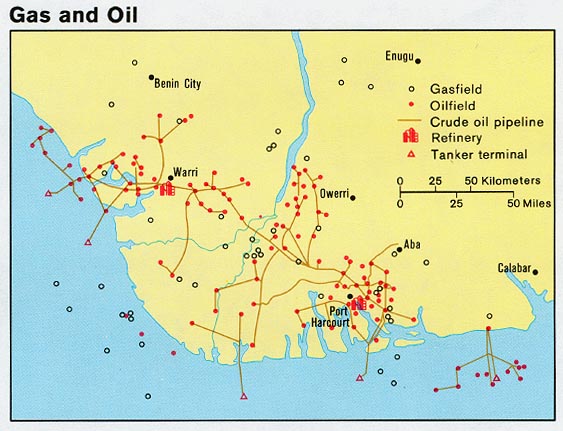 Gas and Oil
Enugu
Benin City
Gasfield
Oilfield
Crude oil pipeline
Refinery
Tanker terminal
Warri
Owerri
0 25 50 Kilometers
0 25 50 Miles
Aba
Calabar
Port
Harcourt